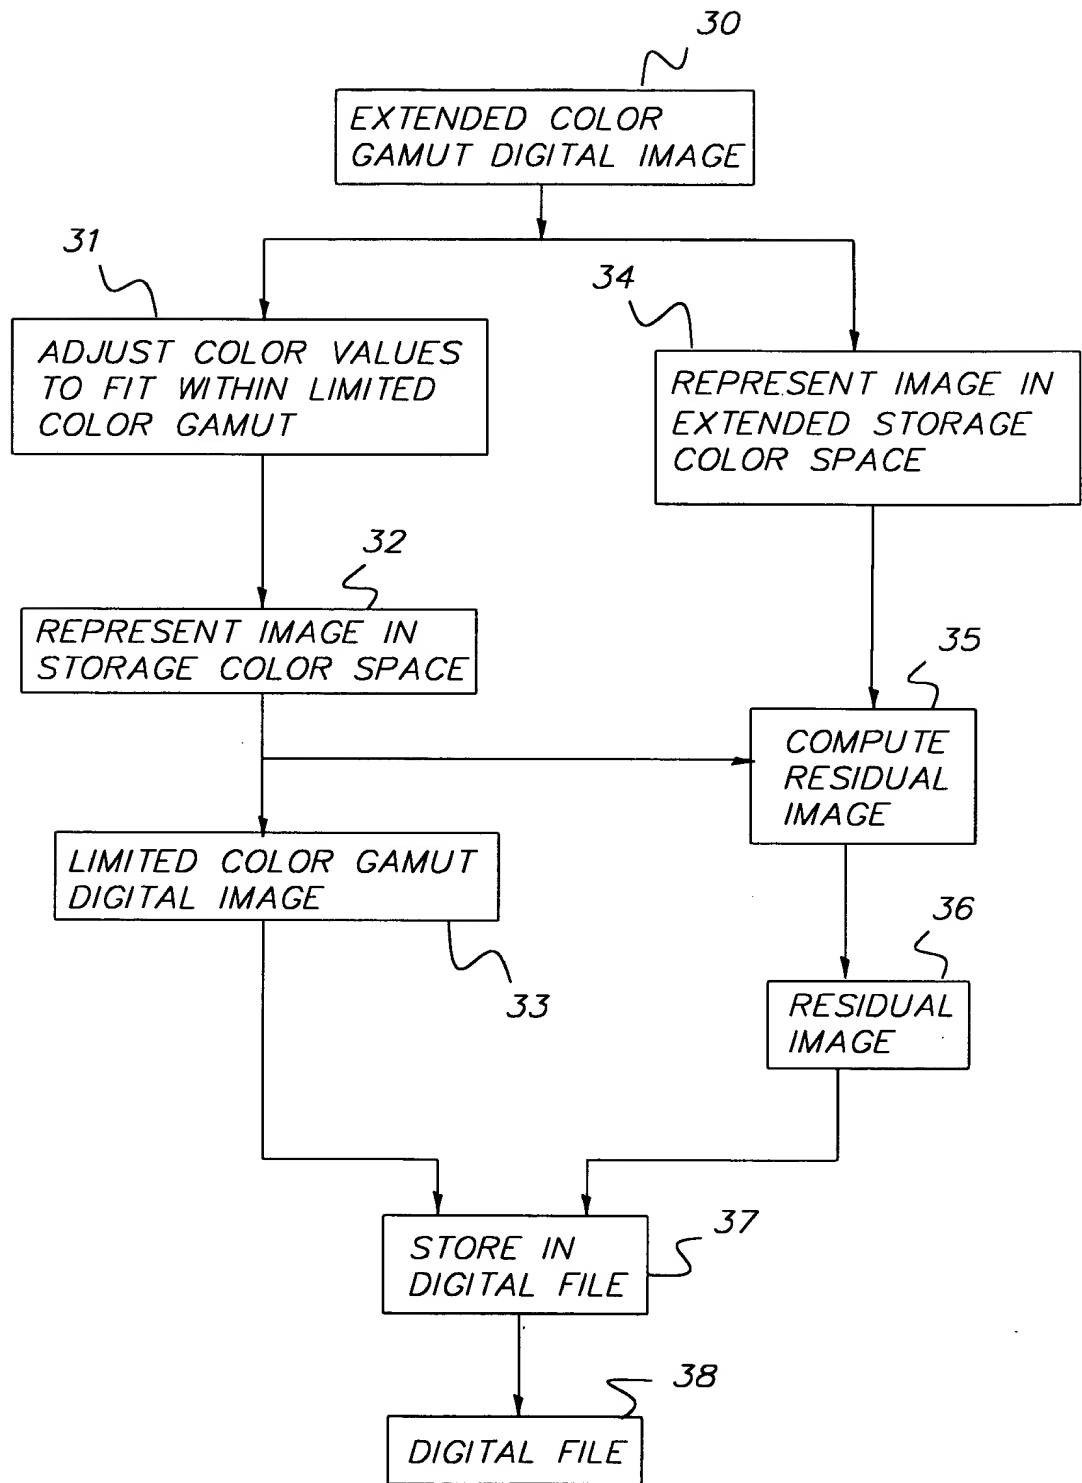 30
EXTENDED COLOR
GAMUT DIGITAL IMAGE
31
ADJUST COLOR VALUES
TO FIT WITHIN LIMITED
COLOR GAMUT
34
REPRESENT IMAGE IN
EXTENDED STORAGE
COLOR SPACE
32
REPRESENT IMAGE IN
STORAGE COLOR SPACE
35
COMPUTE
RESIDUAL
IMAGE
LIMITED COLOR GAMUT
DIGITAL IMAGE
33
36
RESIDUAL
IMAGE
37
STORE IN
DIGITAL FILE
38
DIGITAL FILE